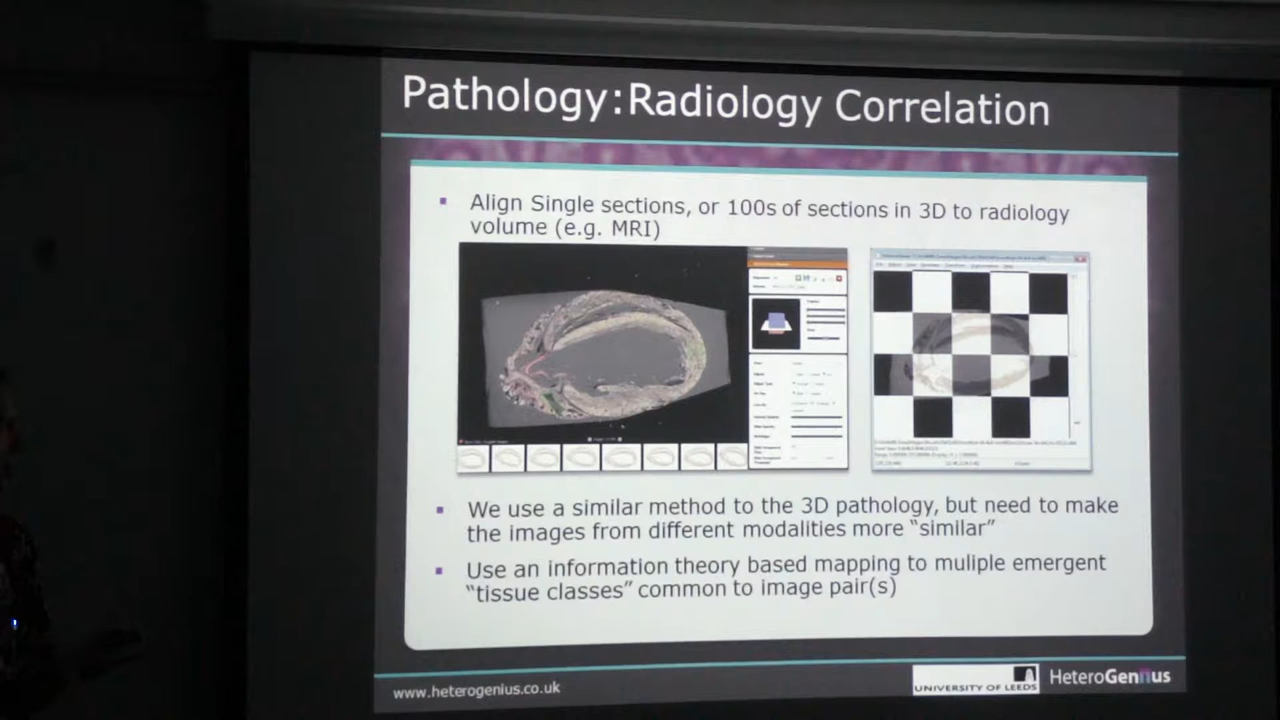 Pathology:Radiology Correlation
Align Single sections, or 100s of sections in 3D to radiology
volume (e.g. MRI)
We use a similar method to the 3D pathology, but need to make
the images from different modalities more “similar”
Use an information theory based mapping to muliple emergent
“tissue classes” common to image pair(s)
www.heterogenius.co.uk
UNIVERSITY OF LEEDS
HeteroGenius